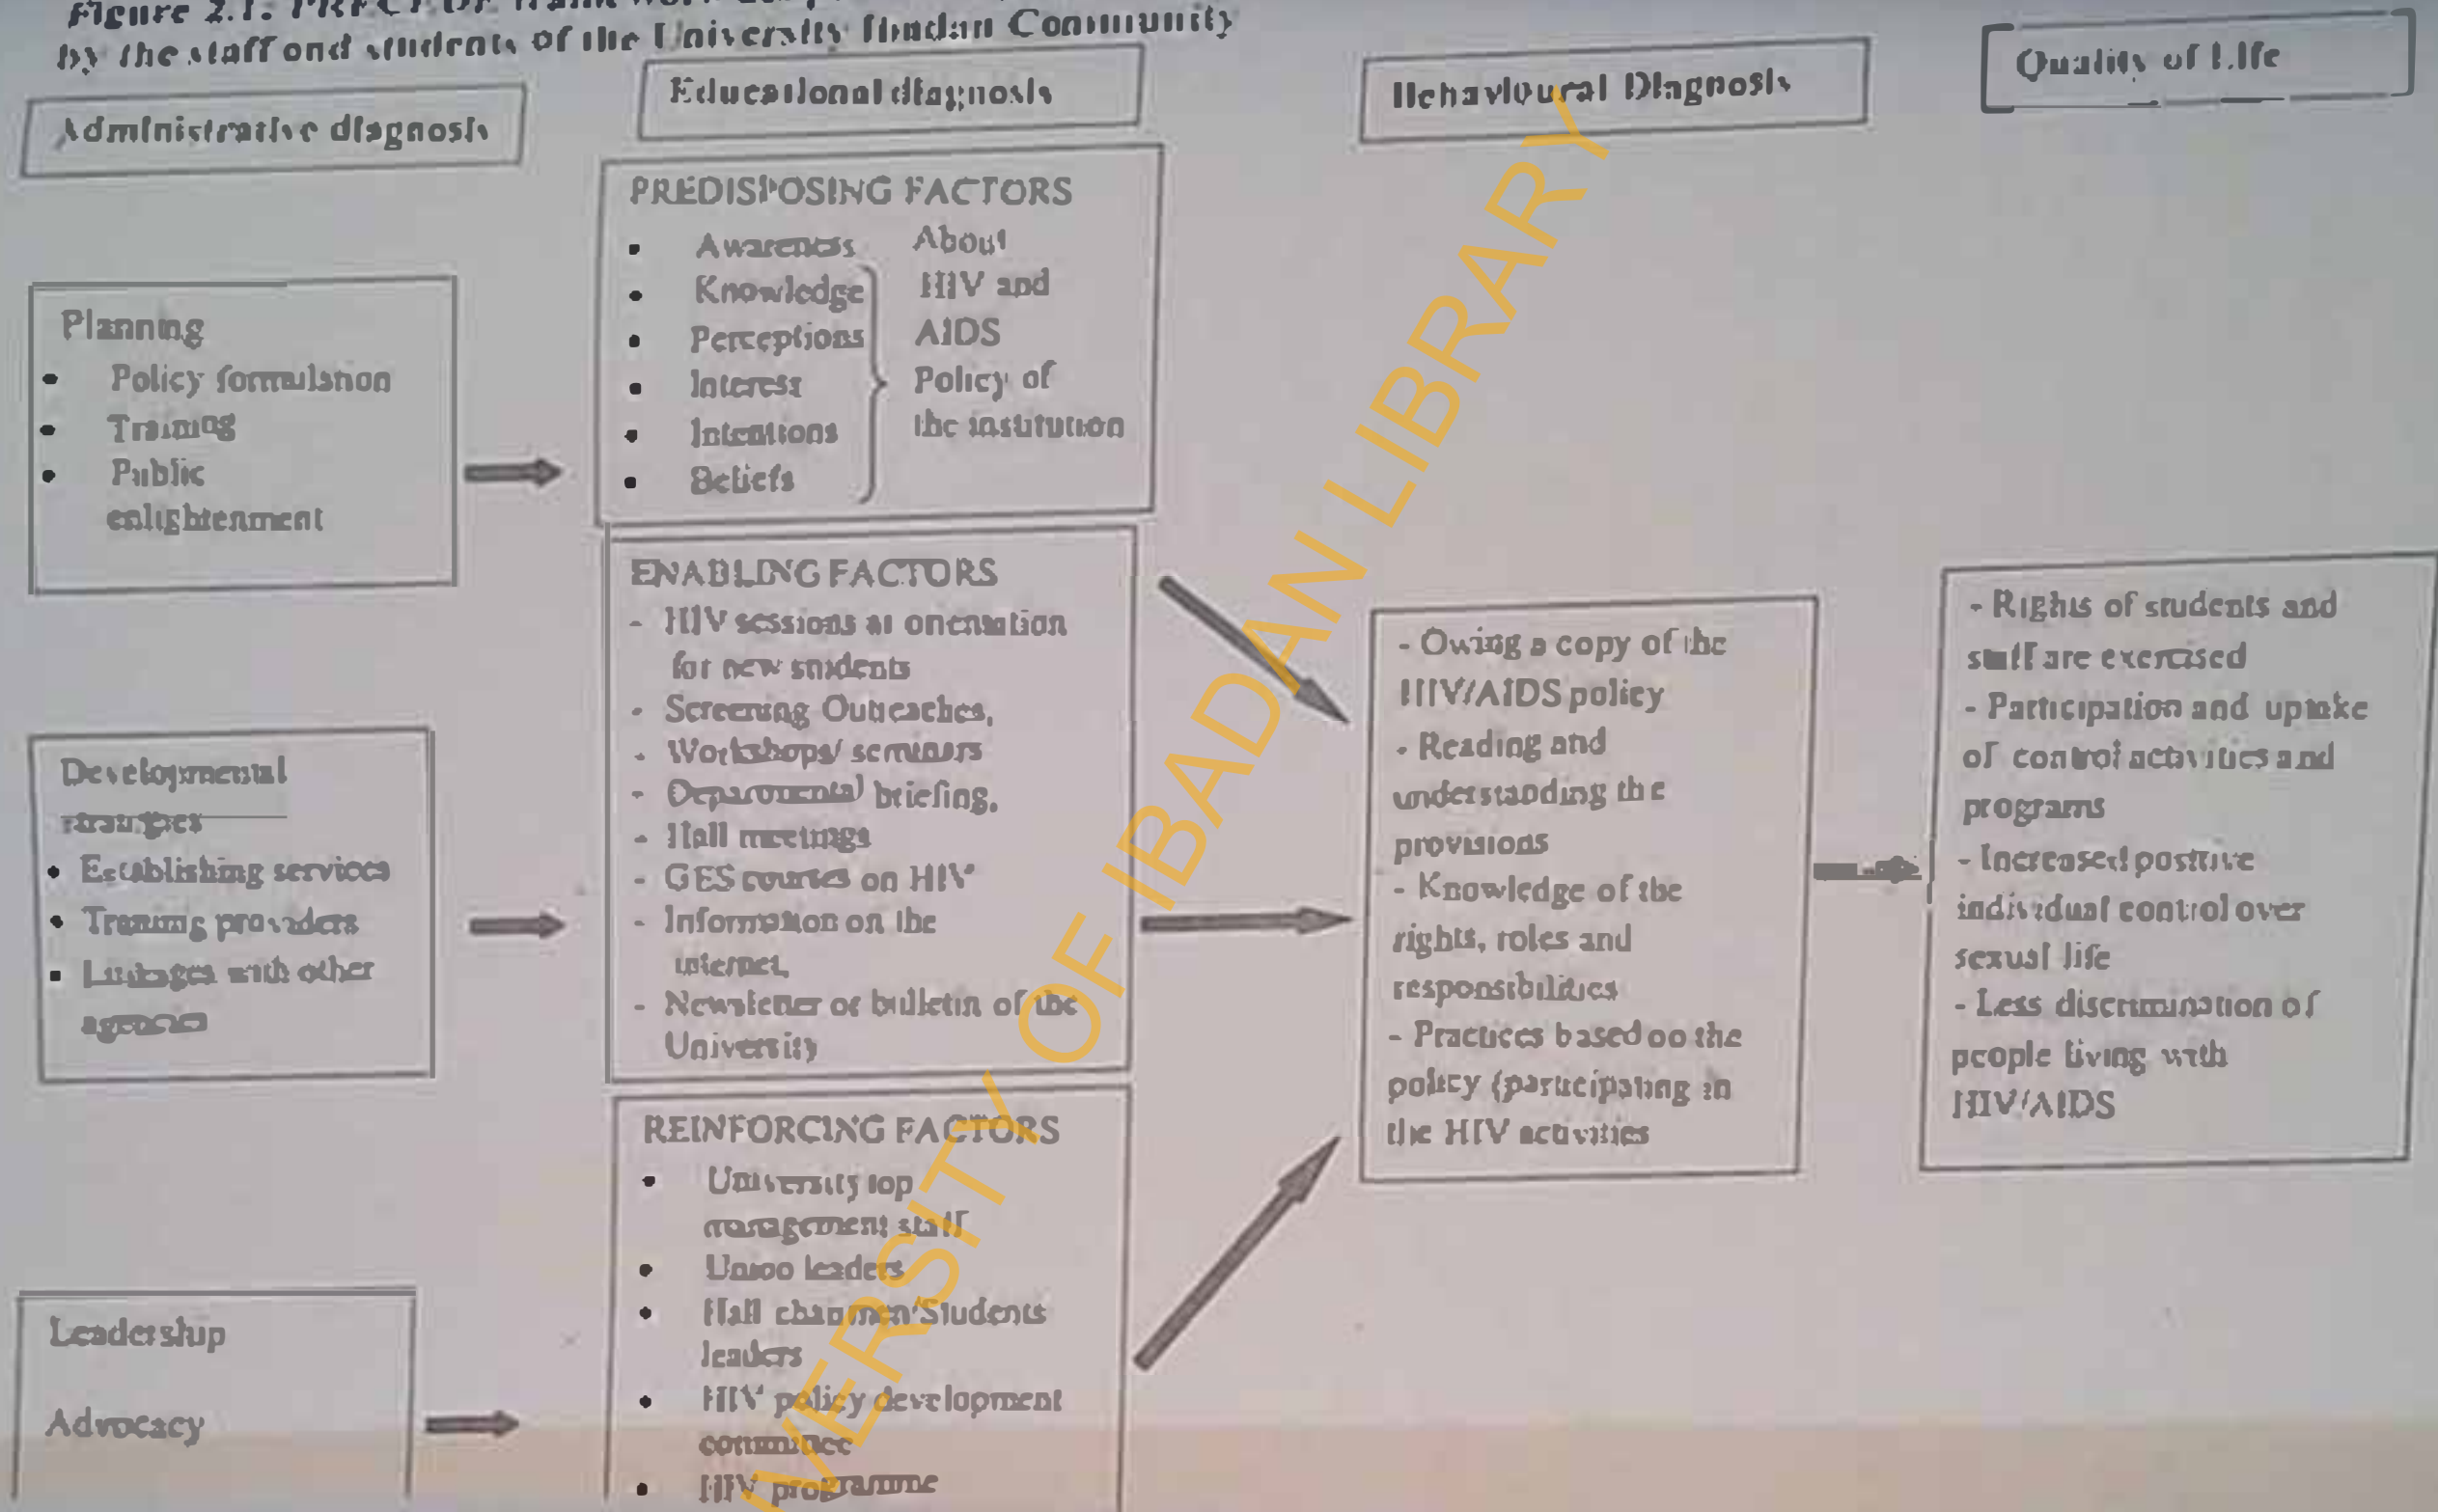 by the staff and students of the University Ibadan Community
Administrative diagnosis
Educational diagnosis
Behavioural Diagnosis
Quality of Life
Planning
• Policy formulation
• Training
• Public
enlightenment
Developmental
• Establishing services
• Training providers
• Linkages with other
Leadership
Advocacy
PREDISPOSING FACTORS
• Awareness
• Knowledge
• Perceptions
• Interest
• Intentions
• Beliefs
About
HIV and
AIDS
Policy of
the institution
ENABLING FACTORS
- HIV sessions at orientation
for new students
- Screening Outreaches,
- Workshops/ seminars
- Departmental briefing,
- Hall meetings
- GES courses on HIV
- Information on the
internet,
- Newsletter or bulletin of the
University
REINFORCING FACTORS
• University top
management staff
• Union leaders
• Hall chairmen/Students
leaders
• HIV policy development
committee
• HIV programme
- Owing a copy of the
HIV/AIDS policy
- Reading and
understanding the
provisions
- Knowledge of the
rights, roles and
responsibilities
- Practices based on the
policy (participating in
the HIV activities
- Rights of students and
staff are exercised
- Participation and uptake
of control activities and
programs
- Increased positive
individual control over
sexual life
- Less discrimination of
people living with
HIV/AIDS
VERSITY OF IBADAN LIBRARY